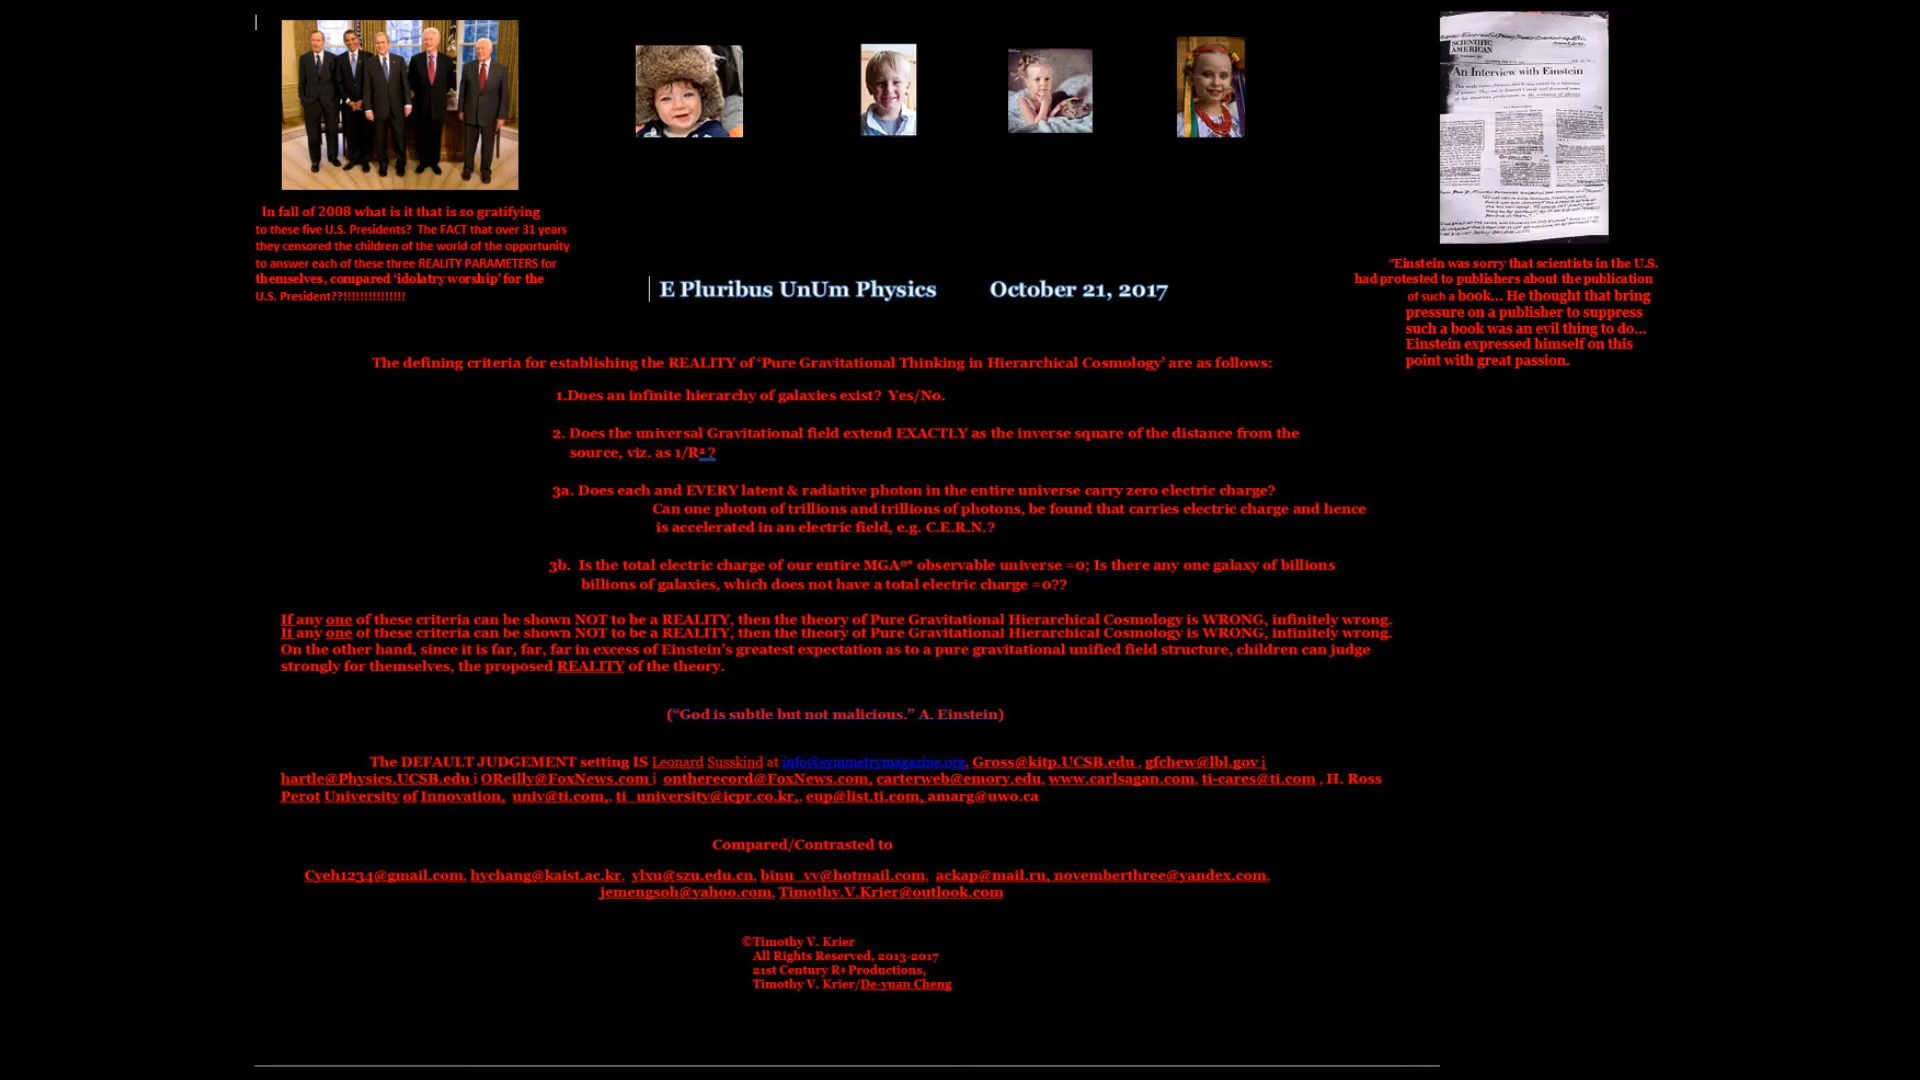 In fall of 2008 what is it that is so gratifying
to these five U.S. Presidents? The FACT that over 31 years
they censored the children of the world of the opportunity
to answer each of these three REALITY PARAMETERS for
themselves, compared ‘idolatry worship’ for the
U.S. President??!!!!!!!!!!!!!!!
SCIENTIFIC
AMERICAN
An Interview with Einstein
“Einstein was sorry that scientists in the U.S.
had protested to publishers about the publication
of such a book... He thought that bring
pressure on a publisher to suppress
such a book was an evil thing to do...
Einstein expressed himself on this
point with great passion.
E Pluribus UnUm Physics October 21, 2017
The defining criteria for establishing the REALITY of ‘Pure Gravitational Thinking in Hierarchical Cosmology’ are as follows:
1.Does an infinite hierarchy of galaxies exist? Yes/No.
2. Does the universal Gravitational field extend EXACTLY as the inverse square of the distance from the
source, viz. as 1/R² ?
3a. Does each and EVERY latent & radiative photon in the entire universe carry zero electric charge?
Can one photon of trillions and trillions of photons, be found that carries electric charge and hence
is accelerated in an electric field, e.g. C.E.R.N.?
3b. Is the total electric charge of our entire MGA observable universe =0; Is there any one galaxy of billions
billions of galaxies, which does not have a total electric charge =0??
If any one of these criteria can be shown NOT to be a REALITY, then the theory of Pure Gravitational Hierarchical Cosmology is WRONG, infinitely wrong.
If any one of these criteria can be shown NOT to be a REALITY, then the theory of Pure Gravitational Hierarchical Cosmology is WRONG, infinitely wrong.
On the other hand, since it is far, far, far in excess of Einstein’s greatest expectation as to a pure gravitational unified field structure, children can judge
strongly for themselves, the proposed REALITY of the theory.
(“God is subtle but not malicious.” A. Einstein)
The DEFAULT JUDGEMENT setting IS Leonard Susskind at info@symmetrymagazine.org, Gross@kitp.UCSB.edu , gfchew@lbl.gov ;
hartle@Physics.UCSB.edu ; OReilly@FoxNews.com ; ontherecord@FoxNews.com, carterweb@emory.edu, www.carlsagan.com, ti-cares@ti.com , H. Ross
Perot University of Innovation, univ@ti.com,, ti_university@icpr.co.kr,, eup@list.ti.com, amarg@uwo.ca
Compared/Contrasted to
Cyeh1234@gmail.com, hychang@kaist.ac.kr, ylxu@szu.edu.cn, binu_vv@hotmail.com, ackap@mail.ru, novemberthree@yandex.com,
jemengsoh@yahoo.com, Timothy.V.Krier@outlook.com
©Timothy V. Krier
All Rights Reserved, 2013-2017
21st Century R4 Productions,
Timothy V. Krier/De-yuan Cheng